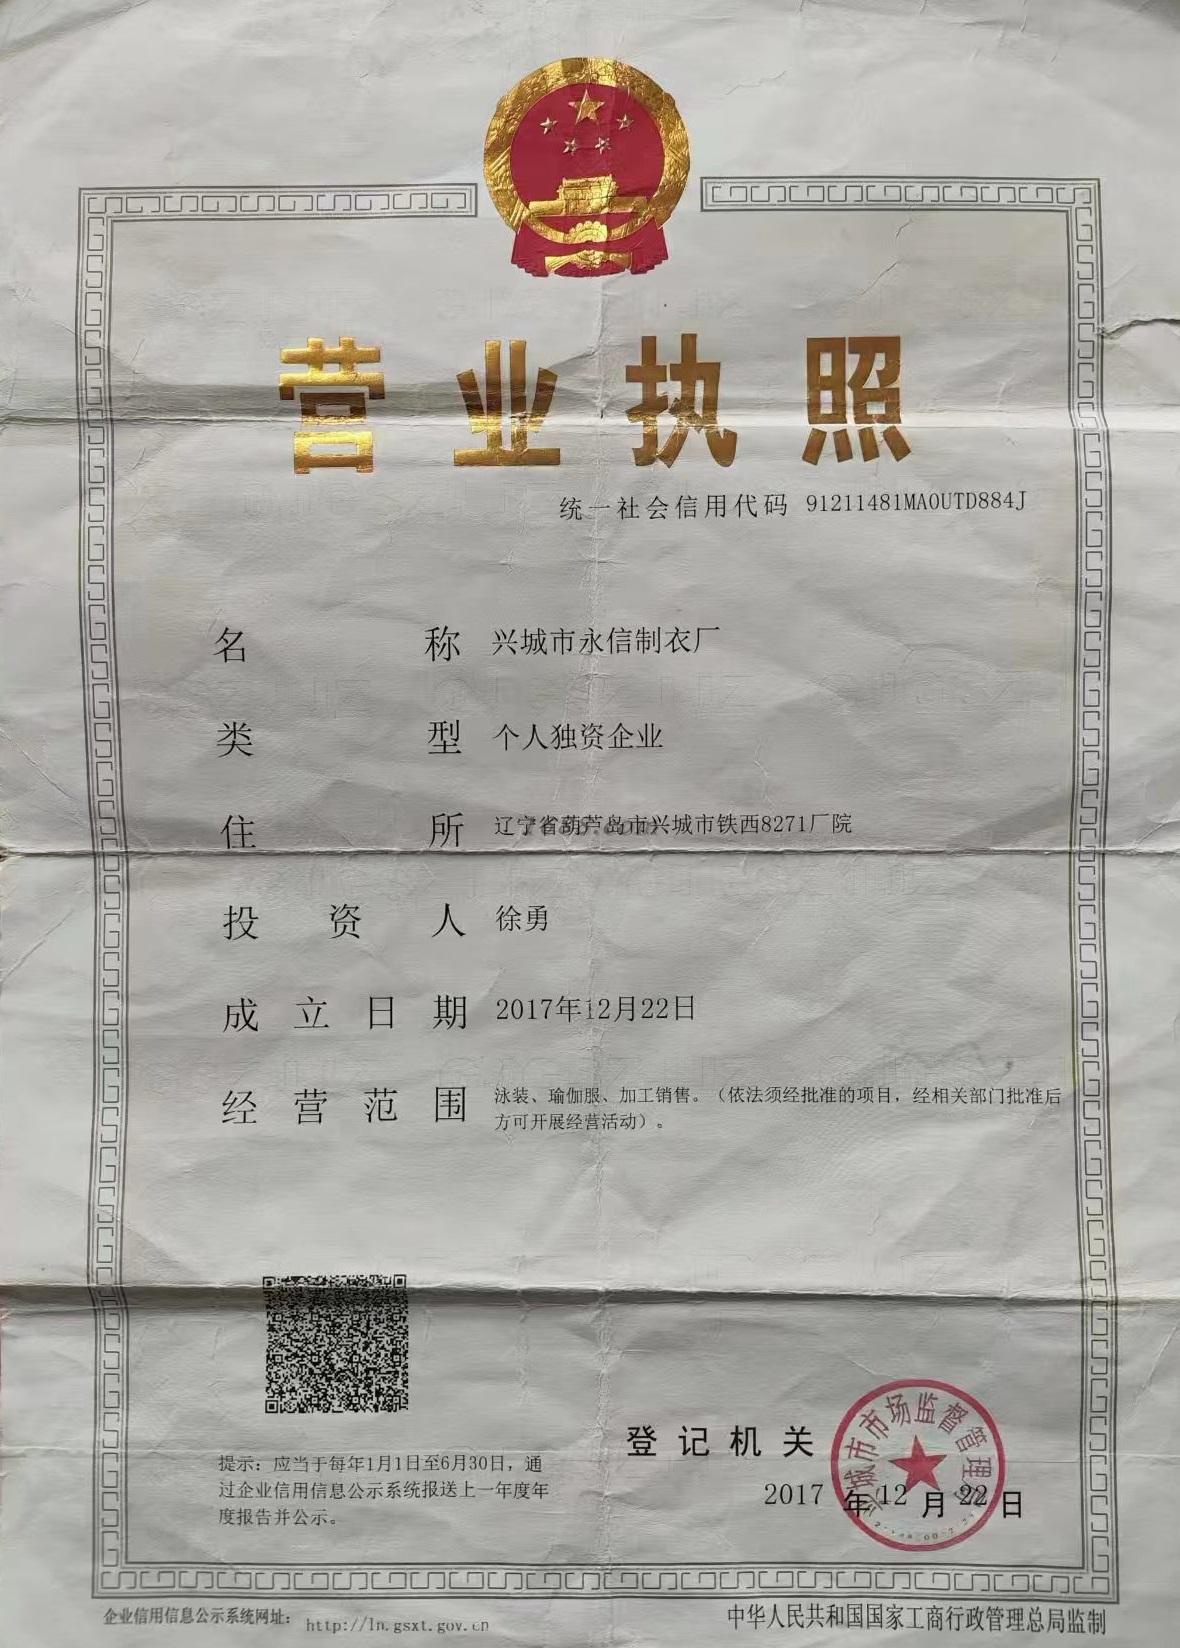 营业执照
统一社会信用代码 91211481MA0UTD884J
名称 兴城市永信制衣厂
类型 个人独资企业
住所 辽宁省葫芦岛市兴城市铁西8271厂院
投资人 徐勇
成立日期 2017年12月22日
经营范围 泳装、瑜伽服、加工销售。（依法须经批准的项目，经相关部门批准后
方可开展经营活动）。
提示：应当于每年1月1日至6月30日，通
过企业信用信息公示系统报送上一年度年
度报告并公示。
登记机关
兴城市市场监督管理局
2017 年 12 月 22 日
企业信用信息公示系统网址： http://ln.gsxt.gov.cn
中华人民共和国国家工商行政管理总局监制